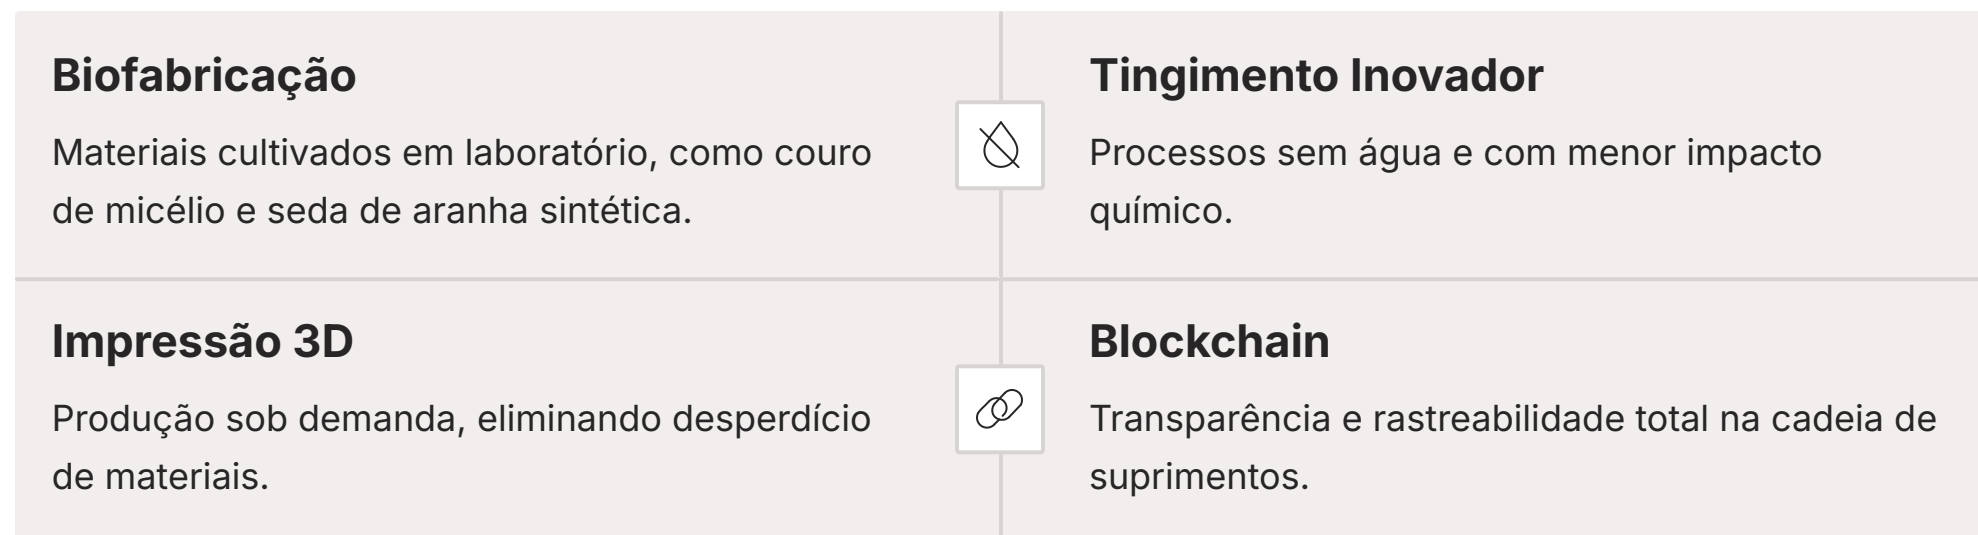 Biofabricação
Materiais cultivados em laboratório, como couro
de micélio e seda de aranha sintética.
Tingimento Inovador
Processos sem água e com menor impacto
químico.
Impressão 3D
Produção sob demanda, eliminando desperdício
de materiais.
Blockchain
Transparência e rastreabilidade total na cadeia de
suprimentos.